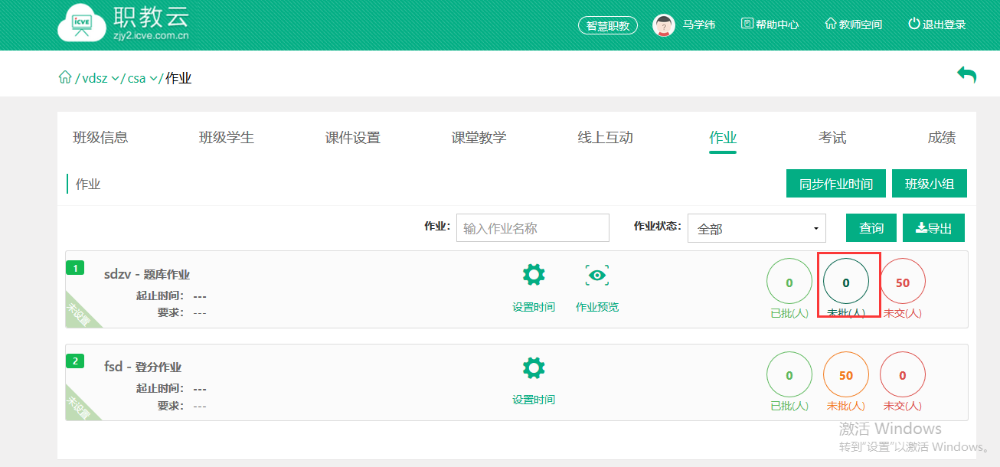 icve
职教云
zjy2.icve.com.cn
智慧职教 马学纬 帮助中心 教师空间 退出登录
/ vdsz / csa / 作业
班级信息 班级学生 课件设置 课堂教学 线上互动 作业 考试 成绩
作业 同步作业时间 班级小组
作业: 输入作业名称 作业状态: 全部 查询 导出
1 sdzv - 题库作业
起止时间: ---
要求: ---
未设置
设置时间 作业预览
0 0 50
已批(人) 未批(人) 未交(人)
2 fsd - 登分作业
起止时间: ---
要求: ---
未设置
设置时间
0 50 0
已批(人) 未批(人) 未交(人)
激活 Windows
转到"设置"以激活 Windows。